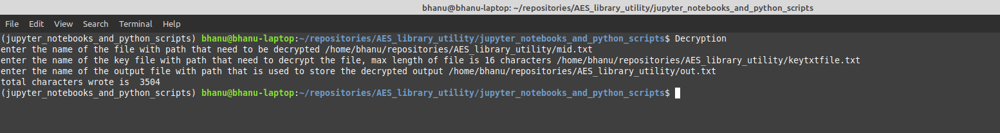 bhanu@bhanu-laptop: ~/repositories/AES_library_utility/jupyter_notebooks_and_python_scripts
File Edit View Search Terminal Help
(jupyter_notebooks_and_python_scripts) bhanu@bhanu-laptop:~/repositories/AES_library_utility/jupyter_notebooks_and_python_scripts$ Decryption
enter the name of the file with path that need to be decrypted /home/bhanu/repositories/AES_library_utility/mid.txt
enter the name of the key file with path that need to decrypt the file, max length of file is 16 characters /home/bhanu/repositories/AES_library_utility/keytxtfile.txt
enter the name of the output file with path that is used to store the decrypted output /home/bhanu/repositories/AES_library_utility/out.txt
total characters wrote is  3504
(jupyter_notebooks_and_python_scripts) bhanu@bhanu-laptop:~/repositories/AES_library_utility/jupyter_notebooks_and_python_scripts$